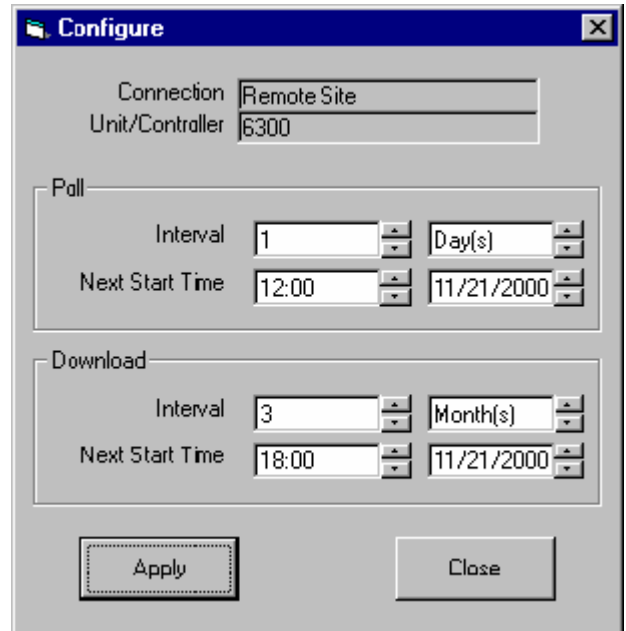 Configure
Connection Remote Site
Unit/Controller 6300
Poll
Interval 1 Day(s)
Next Start Time 12:00 11/21/2000
Download
Interval 3 Month(s)
Next Start Time 18:00 11/21/2000
Apply Close